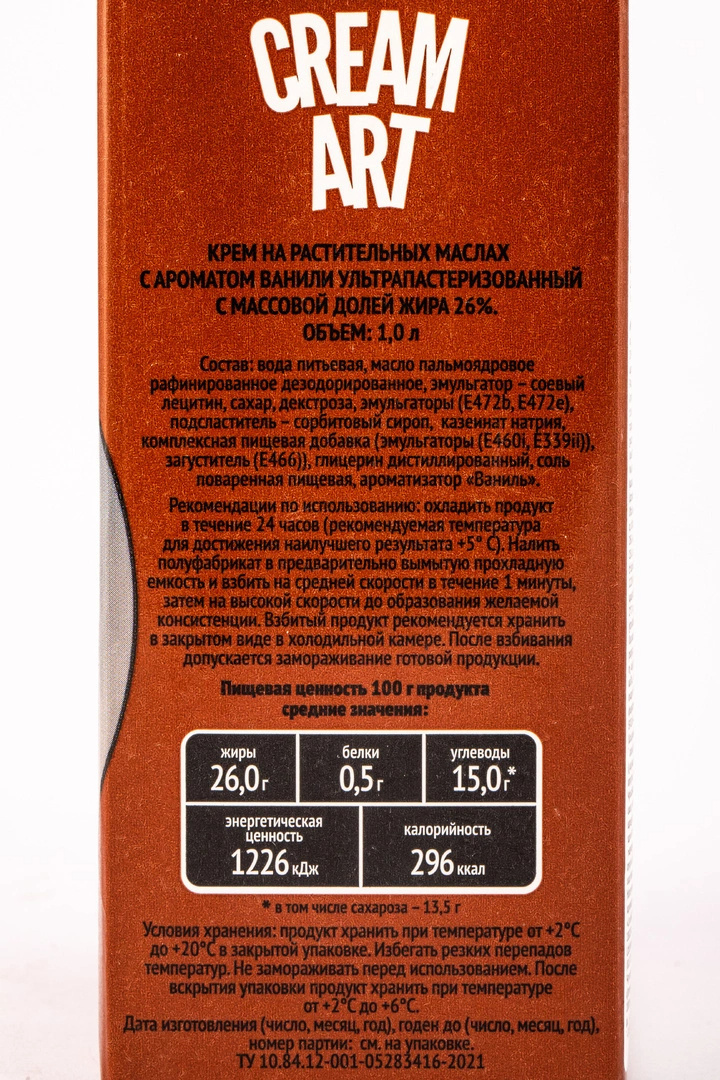 CREAM
ART
КРЕМ НА РАСТИТЕЛЬНЫХ МАСЛАХ
С АРОМАТОМ ВАНИЛИ УЛЬТРАПАСТЕРИЗОВАННЫЙ
С МАССОВОЙ ДОЛЕЙ ЖИРА 26%.
ОБЪЕМ: 1,0 л
Состав: вода питьевая, масло пальмоядровое
рафинированное дезодорированное, эмульгатор – соевый
лецитин, сахар, декстроза, эмульгаторы (Е472b, Е472e),
подсластитель – сорбитовый сироп, казеинат натрия,
комплексная пищевая добавка (эмульгаторы (Е460i, Е339ii)),
загуститель (Е466)), глицерин дистиллированный, соль
поваренная пищевая, ароматизатор «Ваниль».
Рекомендации по использованию: охладить продукт
в течение 24 часов (рекомендуемая температура
для достижения наилучшего результата +5° С). Налить
полуфабрикат в предварительно вымытую прохладную
емкость и взбить на средней скорости в течение 1 минуты,
затем на высокой скорости до образования желаемой
консистенции. Взбитый продукт рекомендуется хранить
в закрытом виде в холодильной камере. После взбивания
допускается замораживание готовой продукции.
Пищевая ценность 100 г продукта
средние значения:
жиры белки углеводы
26,0 г 0,5 г 15,0 г*
энергетическая
ценность калорийность
1226 кДж 296 ккал
* в том числе сахароза – 13,5 г
Условия хранения: продукт хранить при температуре от +2°С
до +20°С в закрытой упаковке. Избегать резких перепадов
температур. Не замораживать перед использованием. После
вскрытия упаковки продукт хранить при температуре
от +2°С до +6°С.
Дата изготовления (число, месяц, год), годен до (число, месяц, год),
номер партии: см. на упаковке.
ТУ 10.84.12-001-05283416-2021